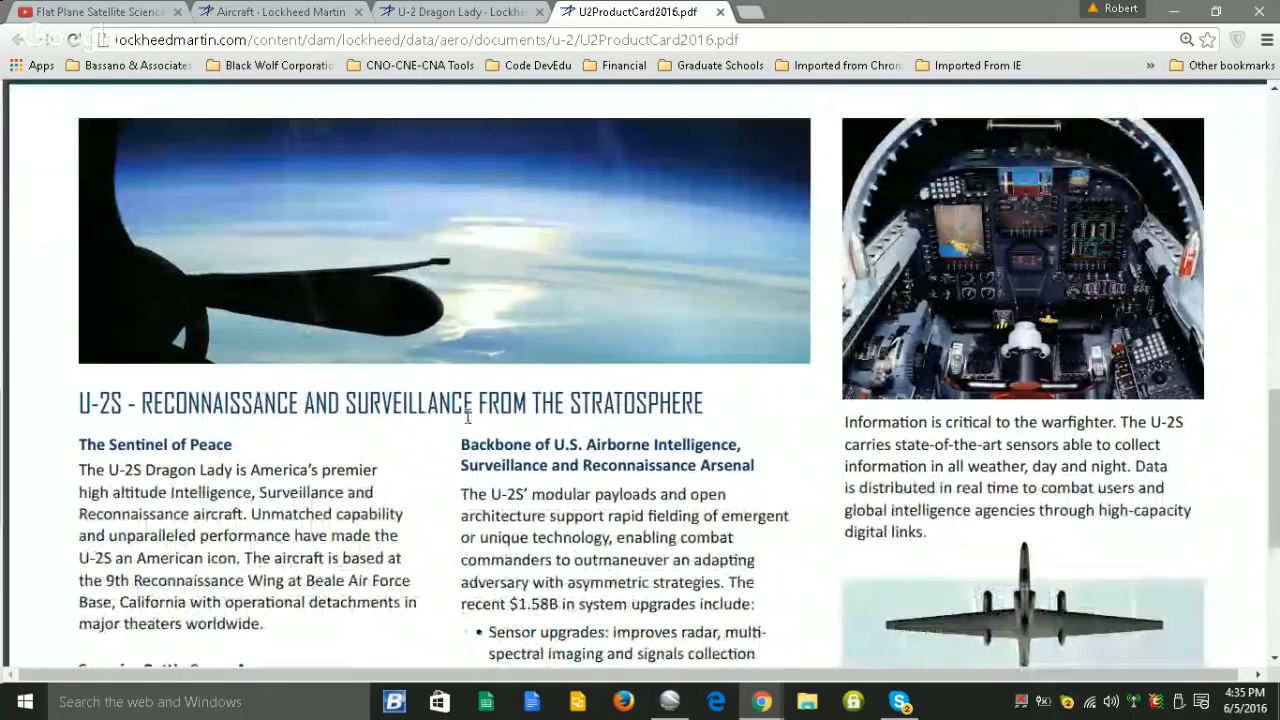 Flat Plane Satellite Scienc
Aircraft · Lockheed Martin
U-2 Dragon Lady · Lockhe
U2ProductCard2016.pdf
Robert
lockheedmartin.com/content/dam/lockheed/data/aero/documents/u-2/U2ProductCard2016.pdf
Apps
Bassano & Associates
Black Wolf Corporatio
CNO-CNE-CNA Tools
Code DevEdu
Financial
Graduate Schools
Imported from Chrom
Imported From IE
»
Other bookmarks
U-2S - RECONNAISSANCE AND SURVEILLANCE FROM THE STRATOSPHERE
The Sentinel of Peace
The U-2S Dragon Lady is America's premier
high altitude Intelligence, Surveillance and
Reconnaissance aircraft. Unmatched capability
and unparalleled performance have made the
U-2S an American icon. The aircraft is based at
the 9th Reconnaissance Wing at Beale Air Force
Base, California with operational detachments in
major theaters worldwide.
Backbone of U.S. Airborne Intelligence,
Surveillance and Reconnaissance Arsenal
The U-2S' modular payloads and open
architecture support rapid fielding of emergent
or unique technology, enabling combat
commanders to outmaneuver an adapting
adversary with asymmetric strategies. The
recent $1.58B in system upgrades include:
• Sensor upgrades: improves radar, multi-
spectral imaging and signals collection
Information is critical to the warfighter. The U-2S
carries state-of-the-art sensors able to collect
information in all weather, day and night. Data
is distributed in real time to combat users and
global intelligence agencies through high-capacity
digital links.
Search the web and Windows
4:35 PM
6/5/2016